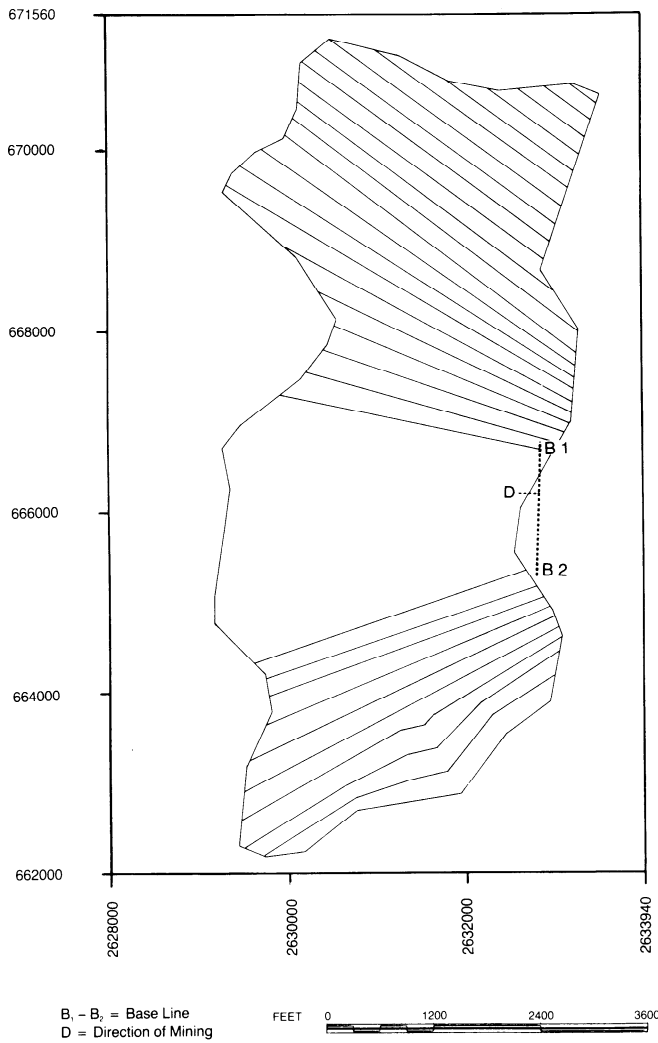 671560
670000
668000
B 1
D
666000
B 2
664000
662000
2628000
2630000
2632000
2633940
B₁ – B₂ = Base Line
D = Direction of Mining
FEET 0 1200 2400 3600